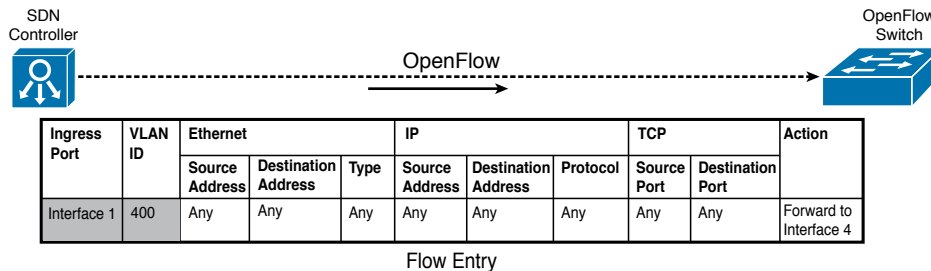 SDN
Controller
OpenFlow
Switch
OpenFlow
Ingress
Port
VLAN
ID
Ethernet
IP
TCP
Action
Source
Address
Destination
Address
Type
Source
Address
Destination
Address
Protocol
Source
Port
Destination
Port
Interface 1
400
Any
Any
Any
Any
Any
Any
Any
Any
Forward to
Interface 4
Flow Entry